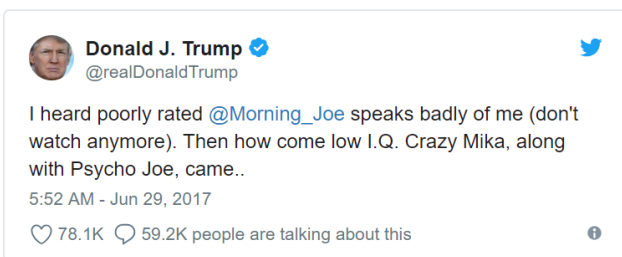 Donald J. Trump
@realDonaldTrump
I heard poorly rated @Morning_Joe speaks badly of me (don't
watch anymore). Then how come low I.Q. Crazy Mika, along
with Psycho Joe, came..
5:52 AM - Jun 29, 2017
78.1K 59.2K people are talking about this